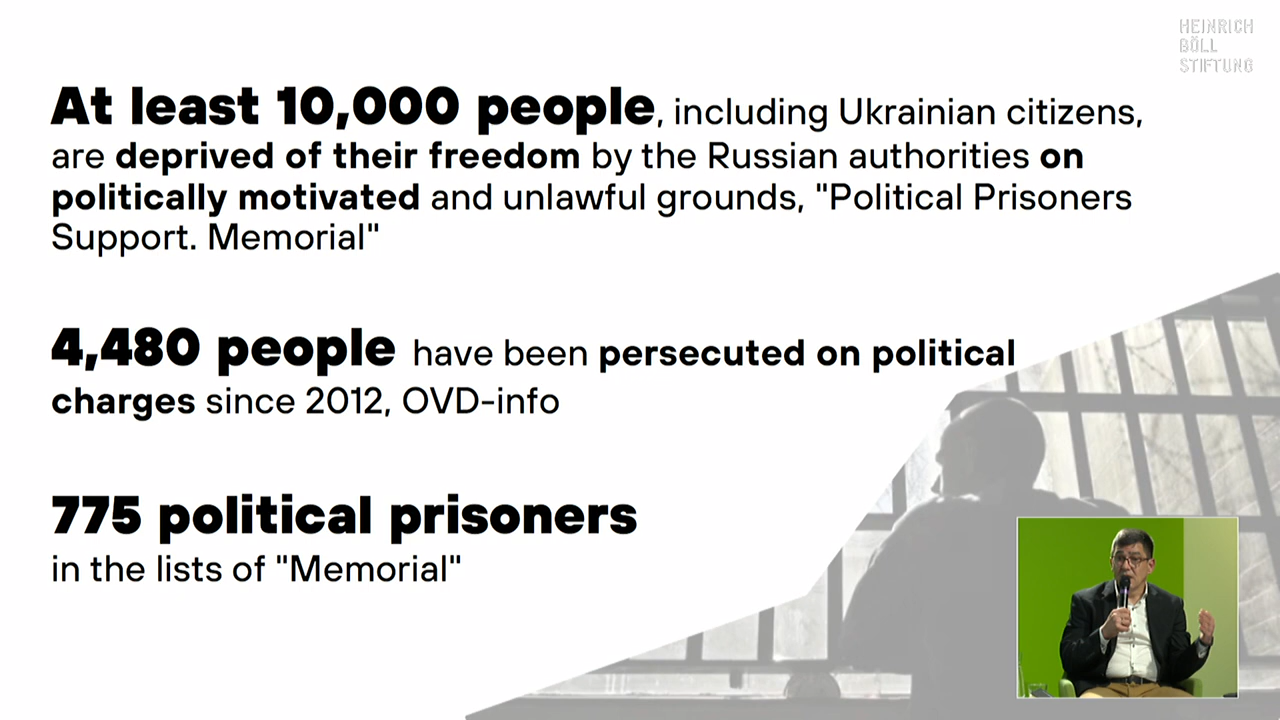 HEINRICH
BÖLL
STIFTUNG
At least 10,000 people, including Ukrainian citizens,
are deprived of their freedom by the Russian authorities on
politically motivated and unlawful grounds, "Political Prisoners
Support. Memorial"
4,480 people have been persecuted on political
charges since 2012, OVD-info
775 political prisoners
in the lists of "Memorial"